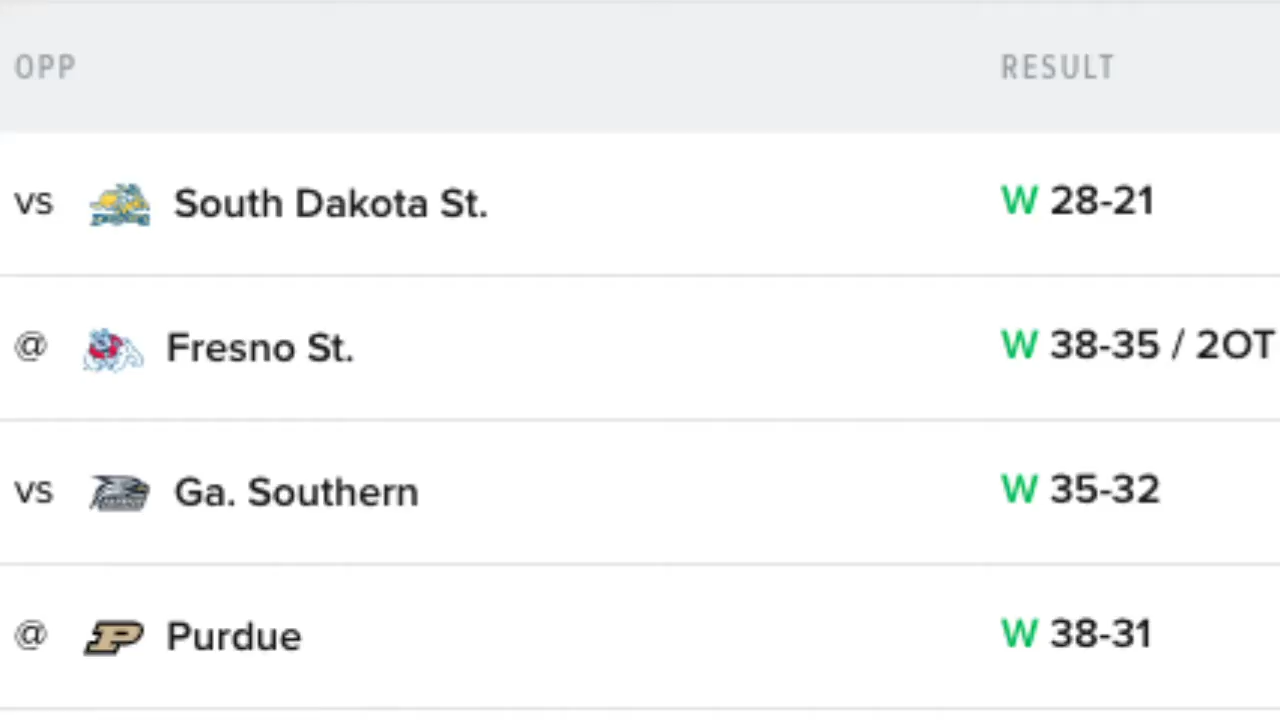 OPP RESULT
vs South Dakota St. W 28-21
@ Fresno St. W 38-35 / 2OT
vs Ga. Southern W 35-32
@ P Purdue W 38-31